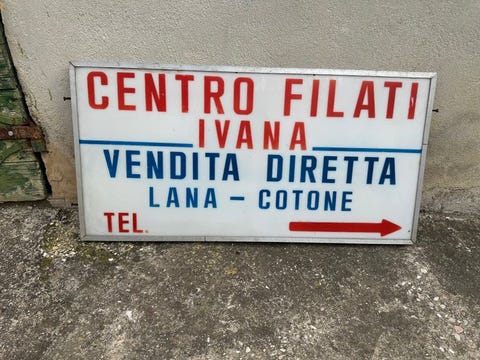 CENTRO FILATI
IVANA
VENDITA DIRETTA
LANA - COTONE
TEL.